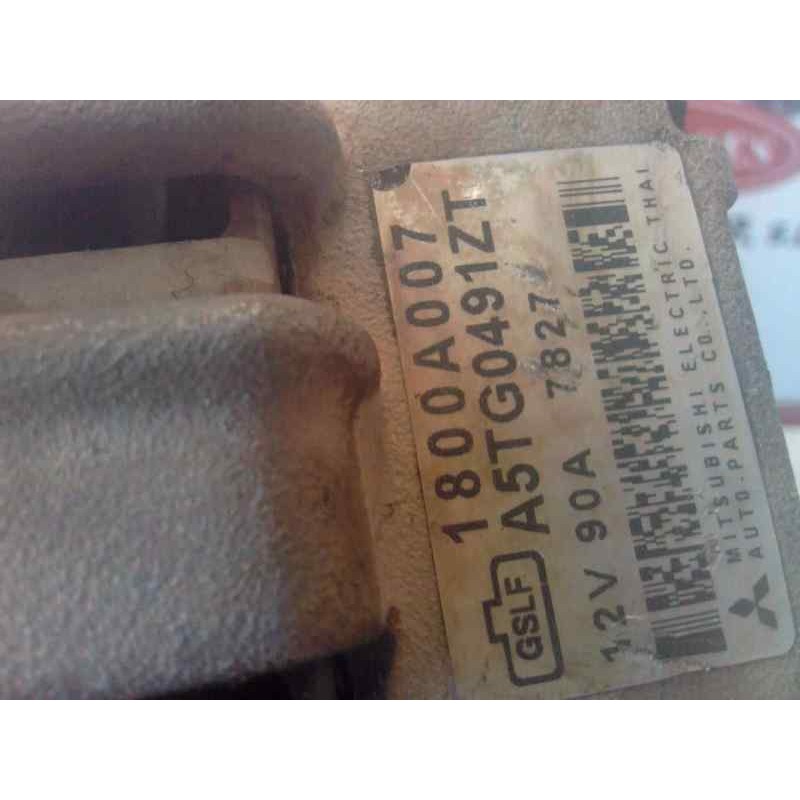 1800A007
A5TG0491ZT
GSLF
12V 90A 7827
MITSUBISHI ELECTRIC THAI
AUTO-PARTS CO.,LTD.